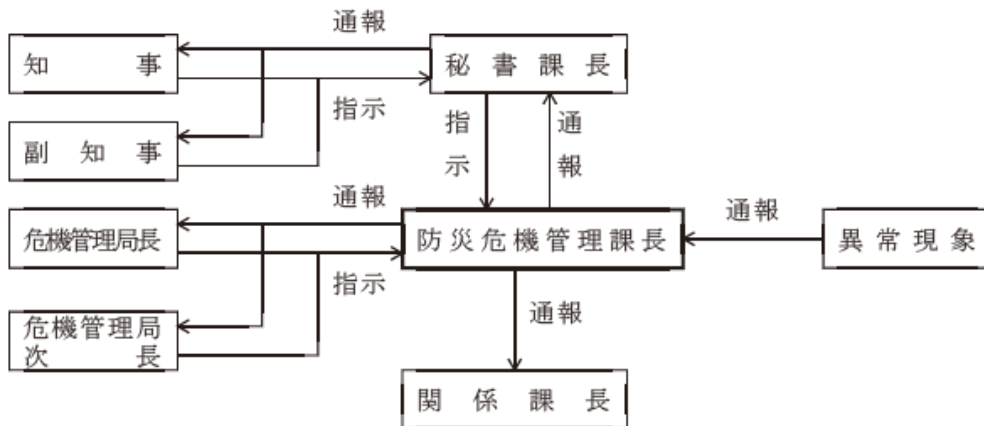 通報
知事
秘書課長
指示
指示
通報
副知事
通報
危機管理局長
防災危機管理課長
通報
異常現象
指示
危機管理局
次長
通報
関係課長